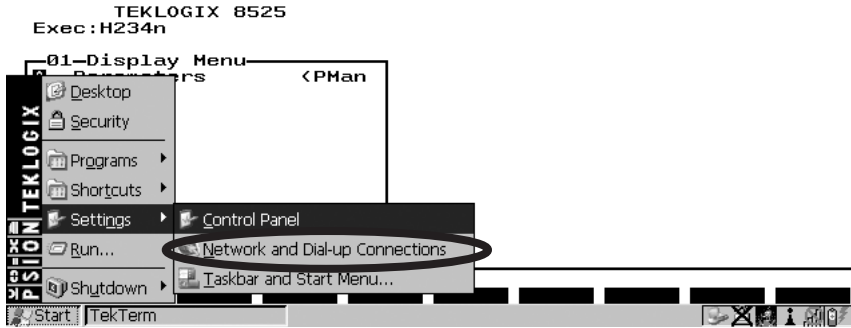 TEKLOGIX 8525
Exec:H234n
01—Display Menu
Parameters <PMan
PSION TEKLOGIX
Desktop
Security
Programs
Shortcuts
Settings
Run...
Shutdown
Control Panel
Network and Dial-up Connections
Taskbar and Start Menu...
Start TekTerm